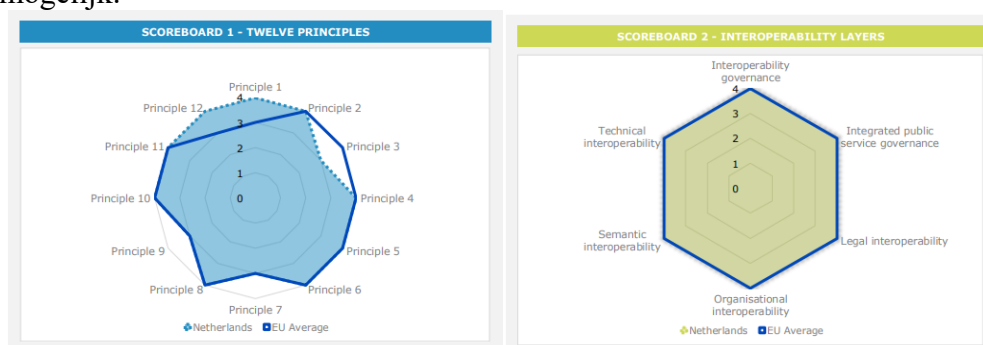 mogelijk.
SCOREBOARD 1 - TWELVE PRINCIPLES
Principle 1
Principle 2
Principle 3
Principle 4
Principle 5
Principle 6
Principle 7
Principle 8
Principle 9
Principle 10
Principle 11
Principle 12
4
3
2
1
0
Netherlands EU Average
SCOREBOARD 2 - INTEROPERABILITY LAYERS
Interoperability
governance
Integrated public
service governance
Legal interoperability
Organisational
interoperability
Semantic
interoperability
Technical
interoperability
4
3
2
1
0
Netherlands EU Average